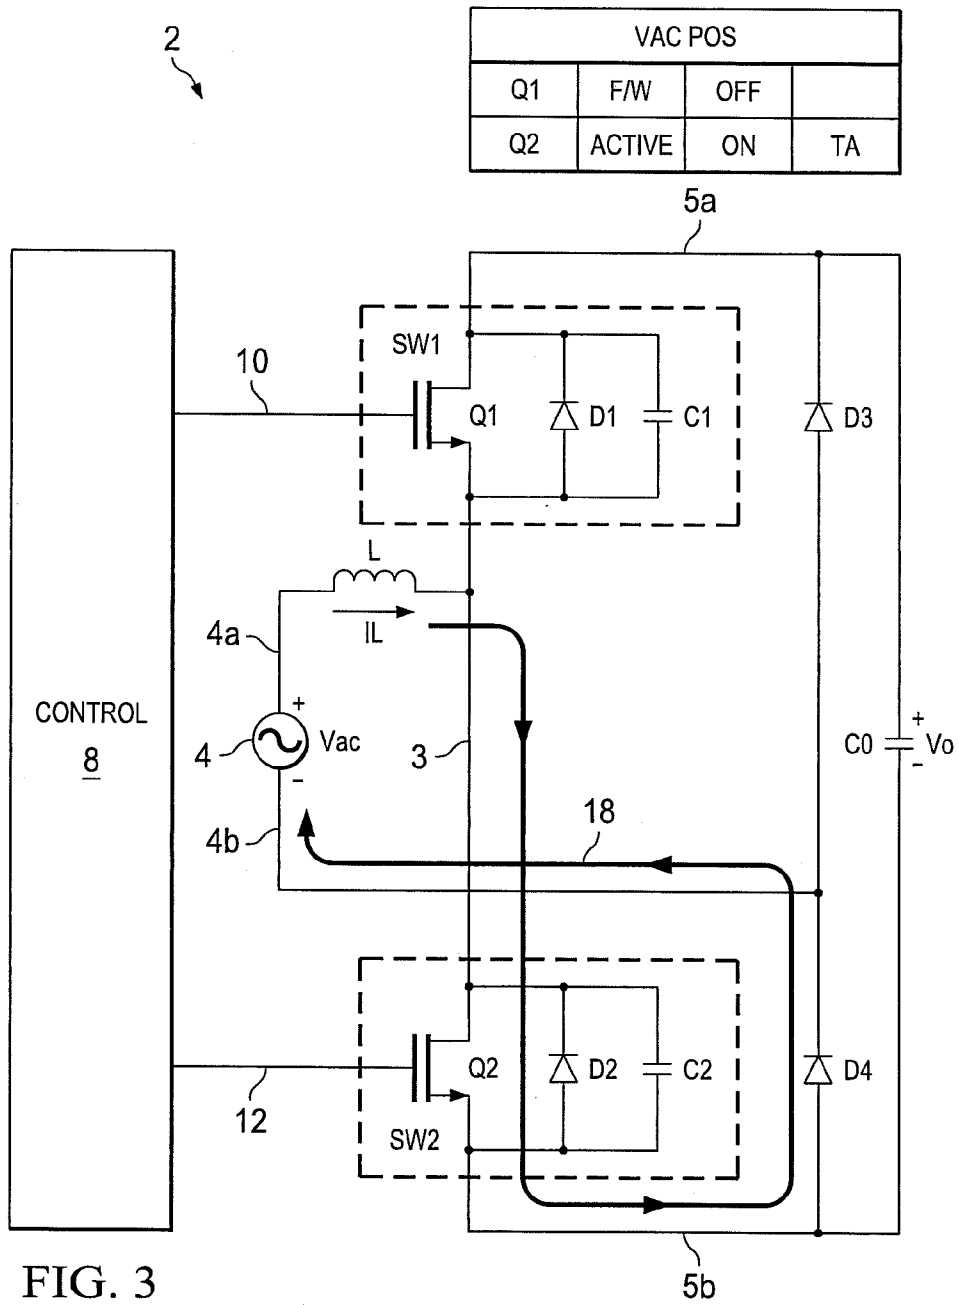 2
VAC POS
Q1 F/W OFF
Q2 ACTIVE ON TA
5a
SW1
10
Q1 D1 C1 D3
L
IL
4a
+
CONTROL
8
4 Vac
3
C0 + Vo
−
−
4b
18
Q2 D2 C2 D4
12
SW2
5b
FIG. 3